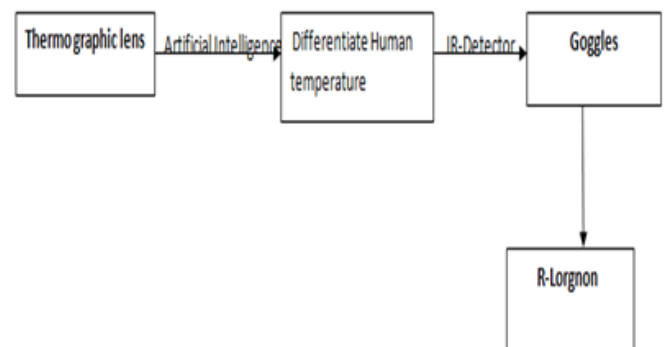 Thermographic lens
Artificial Intelligence
Differentiate Human
temperature
IR-Detector
Goggles
R-Lorgnon